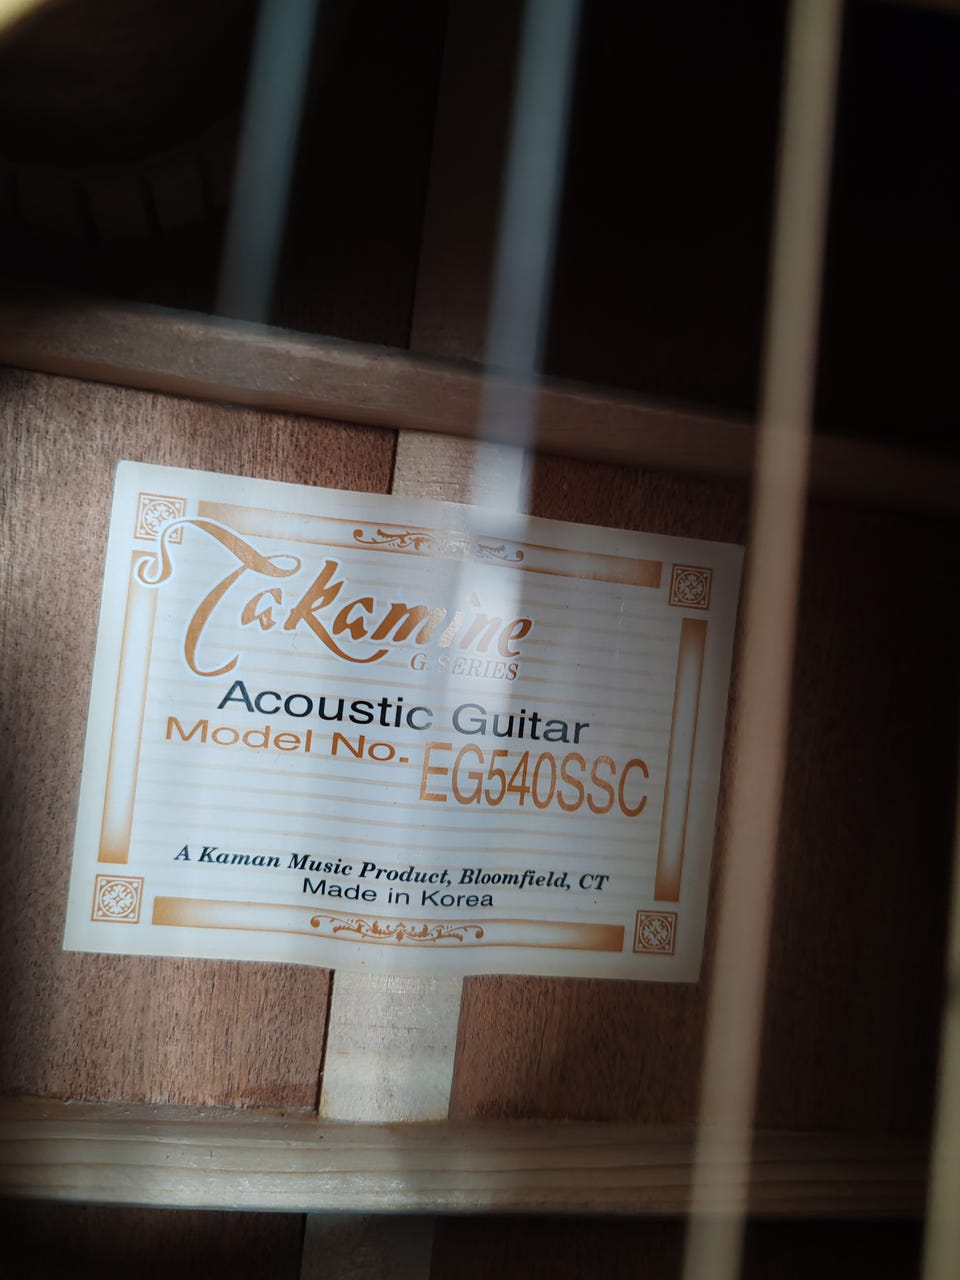 Takamine
G. SERIES
Acoustic Guitar
Model No. EG540SSC
A Kaman Music Product, Bloomfield, CT
Made in Korea